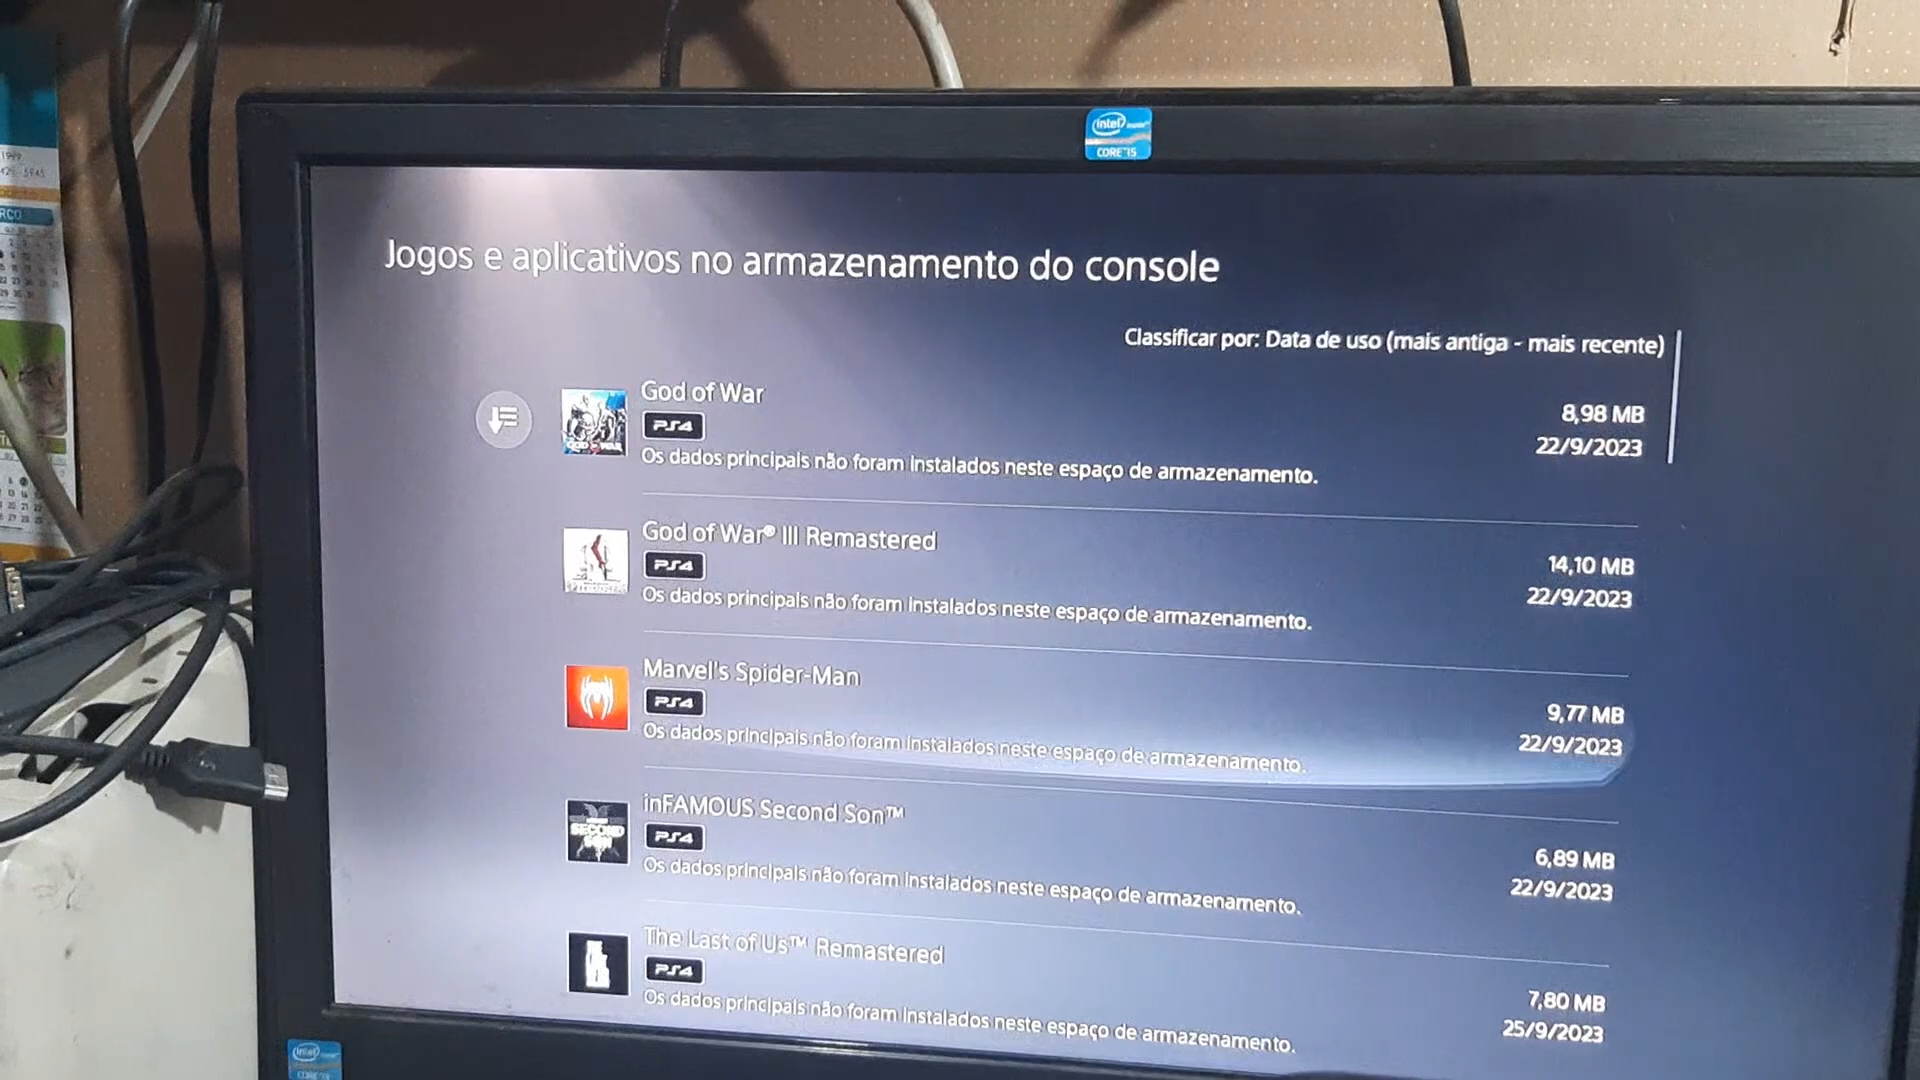 intel
CORE i5
Jogos e aplicativos no armazenamento do console
Classificar por: Data de uso (mais antiga - mais recente)
God of War
PS4
Os dados principais não foram instalados neste espaço de armazenamento.
8,98 MB
22/9/2023
God of War® III Remastered
PS4
Os dados principais não foram instalados neste espaço de armazenamento.
14,10 MB
22/9/2023
Marvel's Spider-Man
PS4
Os dados principais não foram instalados neste espaço de armazenamento.
9,77 MB
22/9/2023
SECOND
SON
inFAMOUS Second Son™
PS4
Os dados principais não foram instalados neste espaço de armazenamento.
6,89 MB
22/9/2023
The Last of Us™ Remastered
PS4
Os dados principais não foram instalados neste espaço de armazenamento.
7,80 MB
25/9/2023
intel